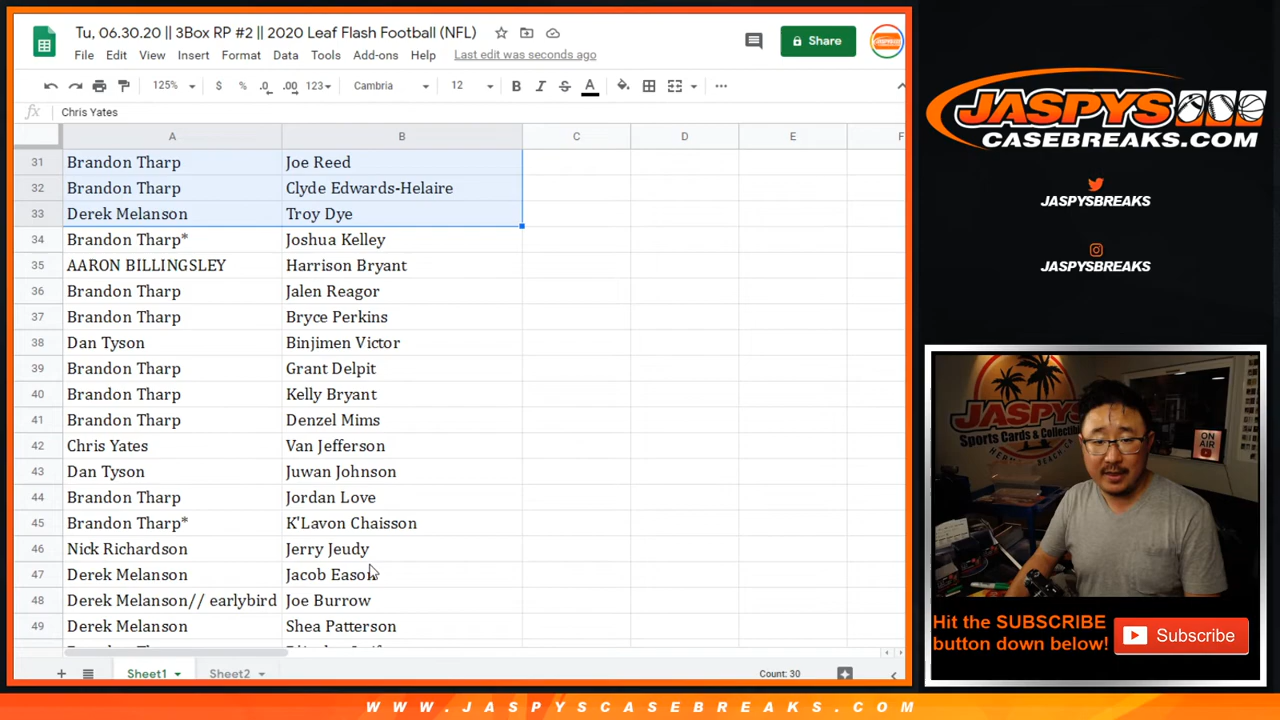 Tu, 06.30.20 || 3Box RP #2 || 2020 Leaf Flash Football (NFL)
File Edit View Insert Format Data Tools Add-ons Help Last edit was seconds ago
Share
125% $ % .0 .00 123 Cambria 12 B I S A
fx Chris Yates
A B C D E F
31 Brandon Tharp Joe Reed
32 Brandon Tharp Clyde Edwards-Helaire
33 Derek Melanson Troy Dye
34 Brandon Tharp* Joshua Kelley
35 AARON BILLINGSLEY Harrison Bryant
36 Brandon Tharp Jalen Reagor
37 Brandon Tharp Bryce Perkins
38 Dan Tyson Binjimen Victor
39 Brandon Tharp Grant Delpit
40 Brandon Tharp Kelly Bryant
41 Brandon Tharp Denzel Mims
42 Chris Yates Van Jefferson
43 Dan Tyson Juwan Johnson
44 Brandon Tharp Jordan Love
45 Brandon Tharp* K'Lavon Chaisson
46 Nick Richardson Jerry Jeudy
47 Derek Melanson Jacob Eason
48 Derek Melanson// earlybird Joe Burrow
49 Derek Melanson Shea Patterson
Sheet1 Sheet2 Count: 30
JASPYS
CASEBREAKS.COM
JASPYSBREAKS
JASPYSBREAKS
JASPYS
Sports Cards & Collectibles
ON AIR
Hit the SUBSCRIBE
button down below!
Subscribe
WWW.JASPYSCASEBREAKS.COM